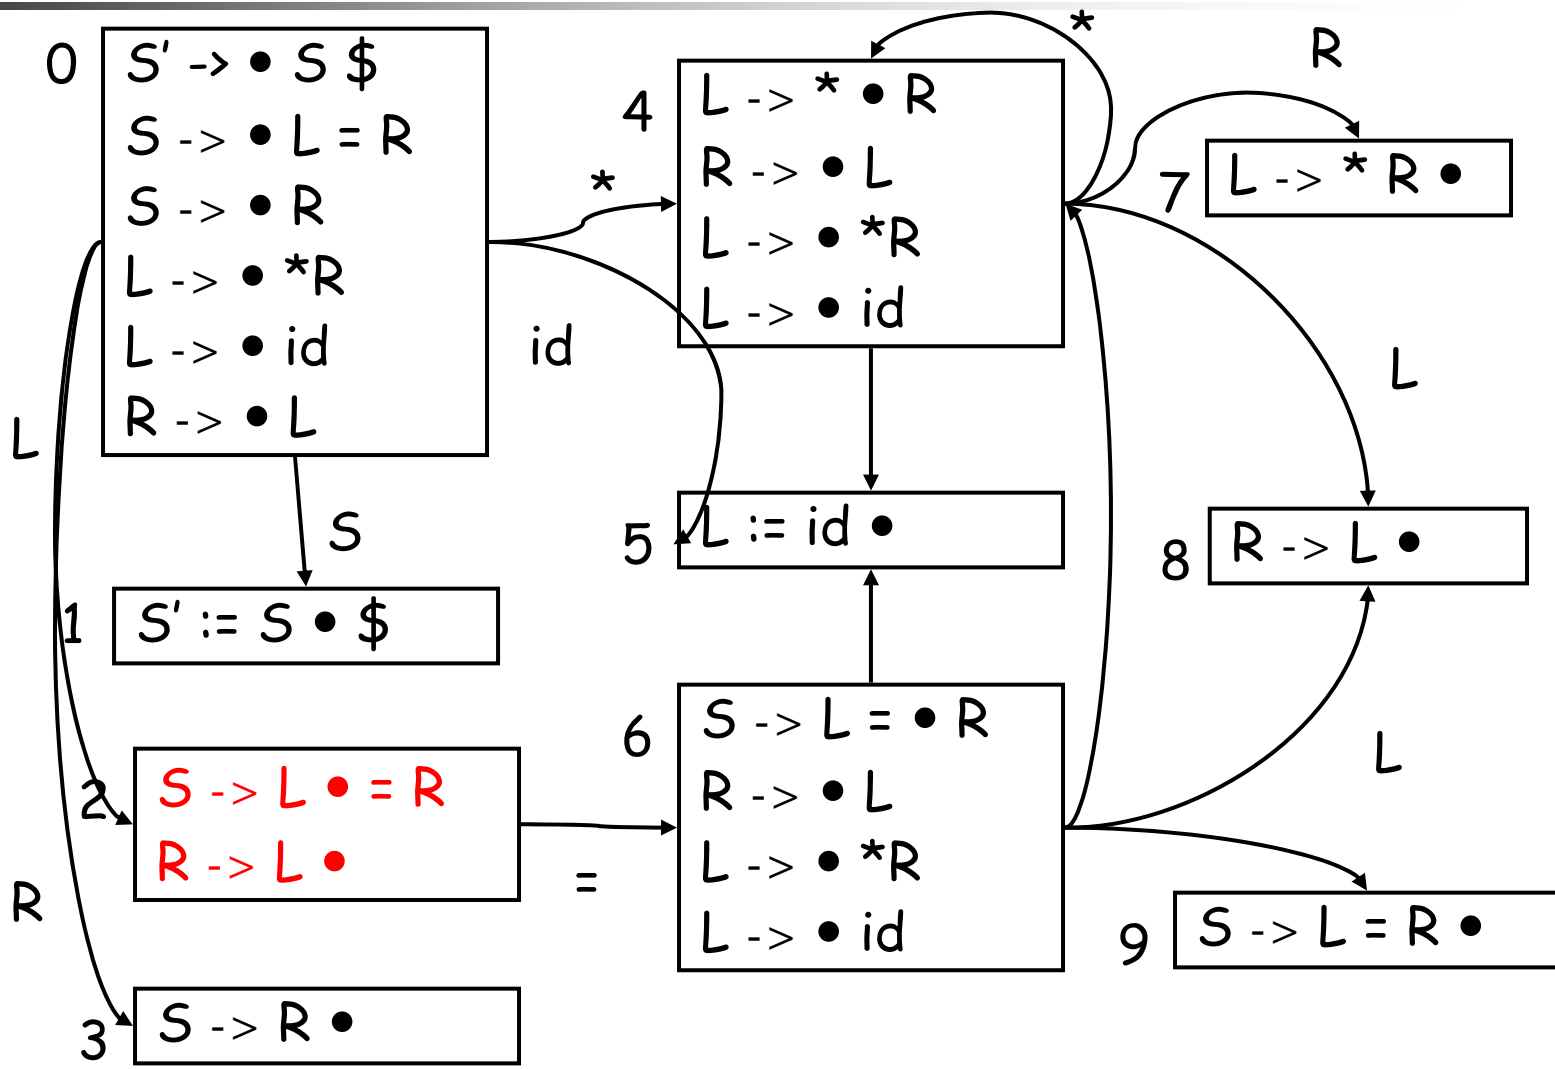 0
S' -> ● S $
S -> ● L = R
S -> ● R
L -> ● *R
L -> ● id
R -> ● L
L
S
1
S' := S ● $
2
S -> L ● = R
R -> L ●
=
R
3
S -> R ●
*
id
4
L -> * ● R
R -> ● L
L -> ● *R
L -> ● id
*
5
L := id ●
6
S -> L = ● R
R -> ● L
L -> ● *R
L -> ● id
R
7
L -> * R ●
L
8
R -> L ●
L
9
S -> L = R ●